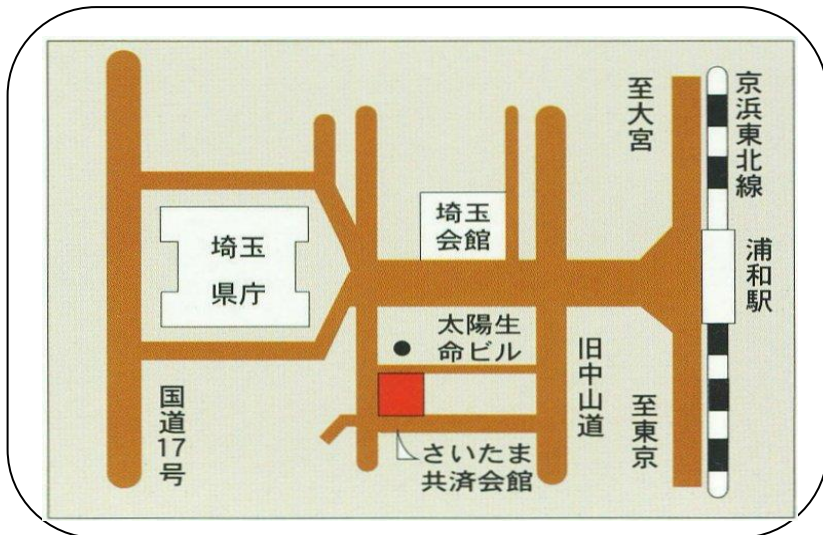 京浜東北線
至大宮
埼玉
会館
埼玉
県庁
浦和駅
太陽生
命ビル
旧中山道
国道17号
至東京
さいたま
共済会館